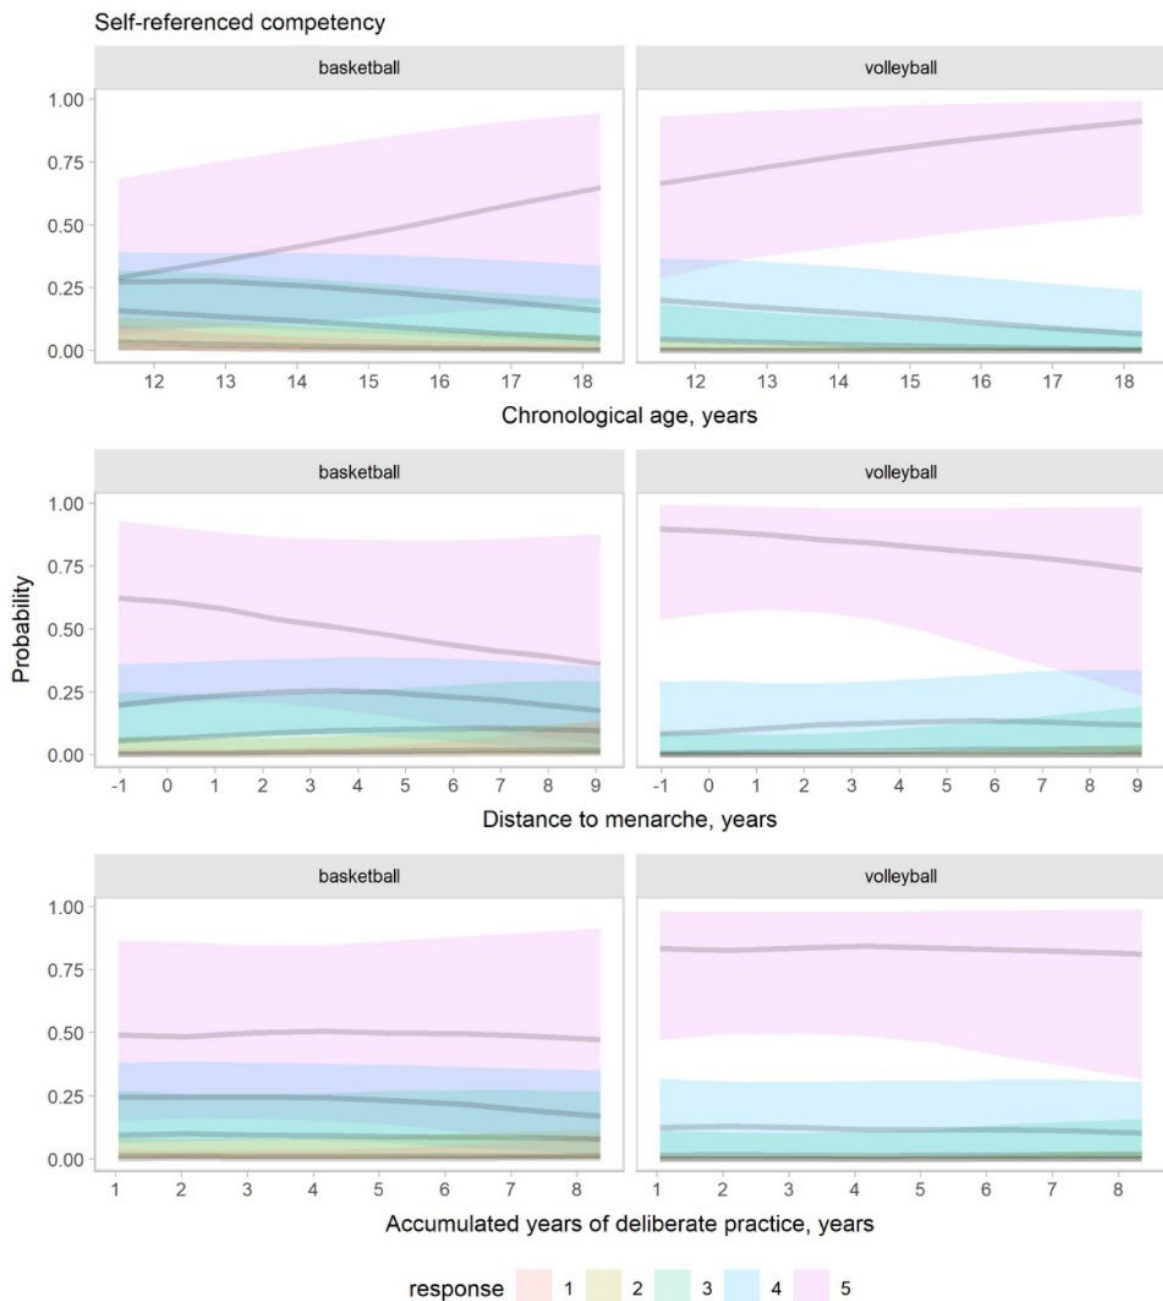 Self-referenced competency
basketball volleyball
1.00
0.75
0.50
0.25
0.00
12 13 14 15 16 17 18 12 13 14 15 16 17 18
Chronological age, years
basketball volleyball
1.00
0.75
0.50
0.25
0.00
Probability
-1 0 1 2 3 4 5 6 7 8 9 -1 0 1 2 3 4 5 6 7 8 9
Distance to menarche, years
basketball volleyball
1.00
0.75
0.50
0.25
0.00
1 2 3 4 5 6 7 8 1 2 3 4 5 6 7 8
Accumulated years of deliberate practice, years
response 1 2 3 4 5